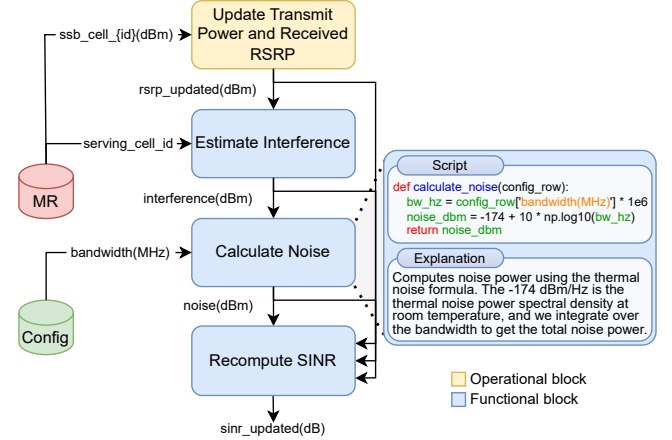 Update Transmit
Power and Received
RSRP
ssb_cell_{id}(dBm)
rsrp_updated(dBm)
serving_cell_id
Estimate Interference
MR
interference(dBm)
bandwidth(MHz)
Calculate Noise
Config
noise(dBm)
Recompute SINR
sinr_updated(dB)
Script
def calculate_noise(config_row):
bw_hz = config_row['bandwidth(MHz)'] * 1e6
noise_dbm = -174 + 10 * np.log10(bw_hz)
return noise_dbm
Explanation
Computes noise power using the thermal
noise formula. The -174 dBm/Hz is the
thermal noise power spectral density at
room temperature, and we integrate over
the bandwidth to get the total noise power.
Operational block
Functional block